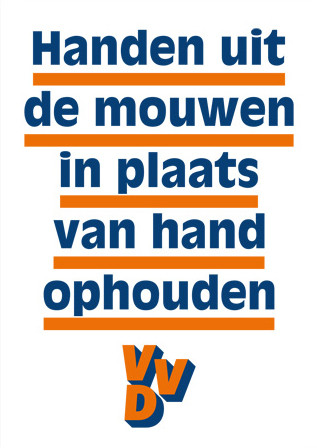 Handen uit
de mouwen
in plaats
van hand
ophouden
VVD